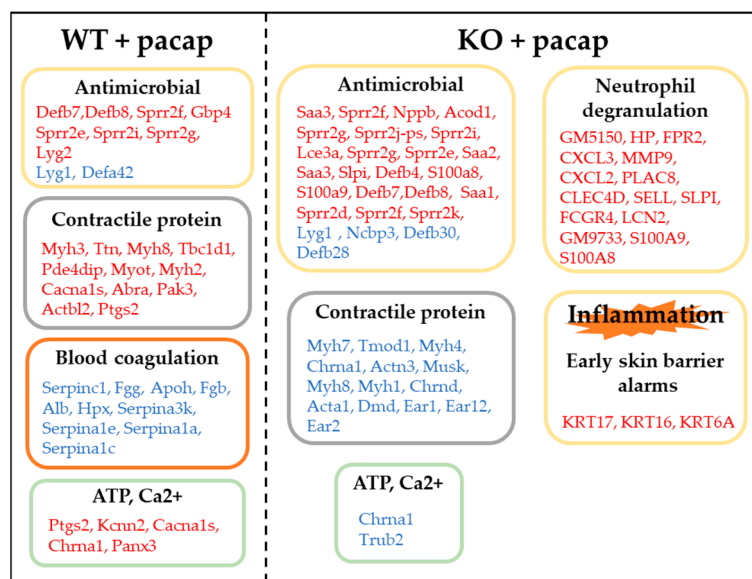 WT + pacap
Antimicrobial
Defb7,Defb8, Sprr2f, Gbp4
Sprr2e, Sprr2i, Sprr2g,
Lyg2
Lyg1, Defa42
Contractile protein
Myh3, Ttn, Myh8, Tbc1d1,
Pde4dip, Myot, Myh2,
Cacna1s, Abra, Pak3,
Actbl2, Ptgs2
Blood coagulation
Serpinc1, Fgg, Apoh, Fgb,
Alb, Hpx, Serpina3k,
Serpina1e, Serpina1a,
Serpina1c
ATP, Ca2+
Ptgs2, Kcnn2, Cacna1s,
Chrna1, Panx3
KO + pacap
Antimicrobial
Saa3, Sprr2f, Nppb, Acod1,
Sprr2g, Sprr2j-ps, Sprr2i,
Lce3a, Sprr2g, Sprr2e, Saa2,
Saa3, Slpi, Defb4, S100a8,
S100a9, Defb7,Defb8, Saa1,
Sprr2d, Sprr2f, Sprr2k,
Lyg1 , Ncbp3, Defb30,
Defb28
Contractile protein
Myh7, Tmod1, Myh4,
Chrna1, Actn3, Musk,
Myh8, Myh1, Chrnd,
Acta1, Dmd, Ear1, Ear12,
Ear2
ATP, Ca2+
Chrna1
Trub2
Neutrophil
degranulation
GM5150, HP, FPR2,
CXCL3, MMP9,
CXCL2, PLAC8,
CLEC4D, SELL, SLPI,
FCGR4, LCN2,
GM9733, S100A9,
S100A8
Inflammation
Early skin barrier
alarms
KRT17, KRT16, KRT6A